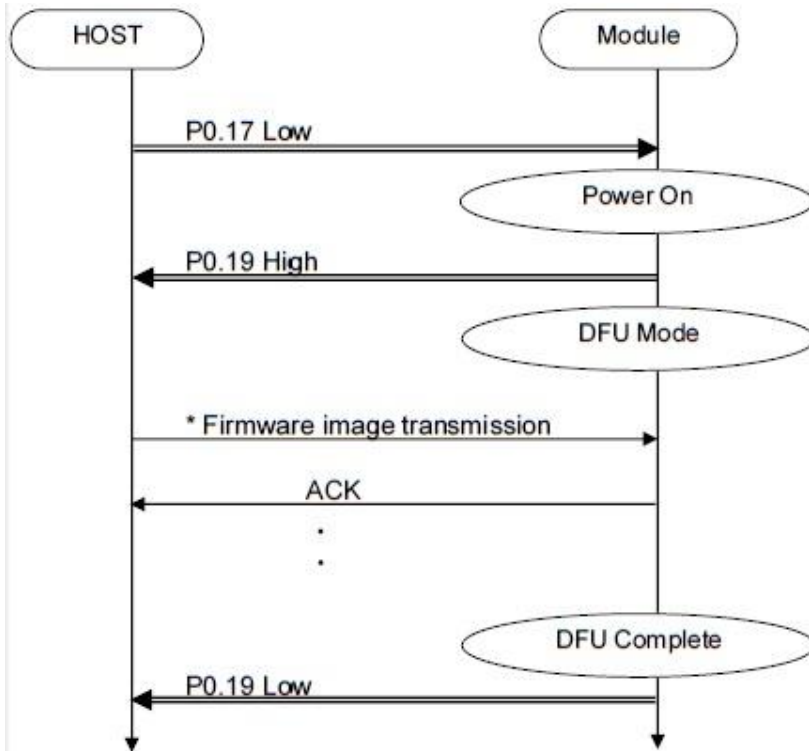 HOST
Module
P0.17 Low
Power On
P0.19 High
DFU Mode
* Firmware image transmission
ACK
DFU Complete
P0.19 Low